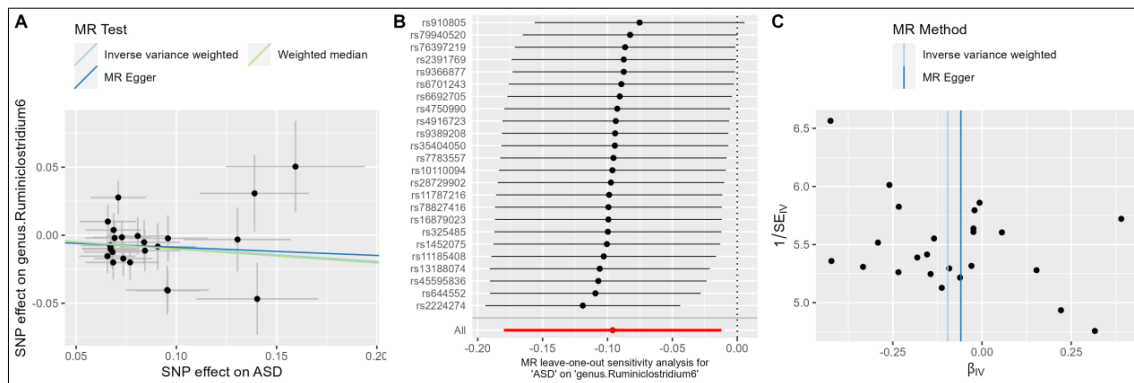 A
MR Test
Inverse variance weighted
Weighted median
MR Egger
SNP effect on genus.Ruminiclostridium6
0.05
0.00
-0.05
0.05
0.10
0.15
0.20
SNP effect on ASD
B
rs910805
rs79940520
rs76397219
rs2391769
rs9366877
rs6701243
rs6692705
rs4750990
rs4916723
rs9389208
rs35404050
rs7783557
rs10110094
rs28729902
rs11787216
rs78827416
rs16879023
rs325485
rs1452075
rs11185408
rs13188074
rs45595836
rs644552
rs2224274
All
-0.20
-0.15
-0.10
-0.05
0.00
MR leave-one-out sensitivity analysis for
'ASD' on 'genus.Ruminiclostridium6'
C
MR Method
Inverse variance weighted
MR Egger
1/SEIV
6.5
6.0
5.5
5.0
-0.25
0.00
0.25
βIV